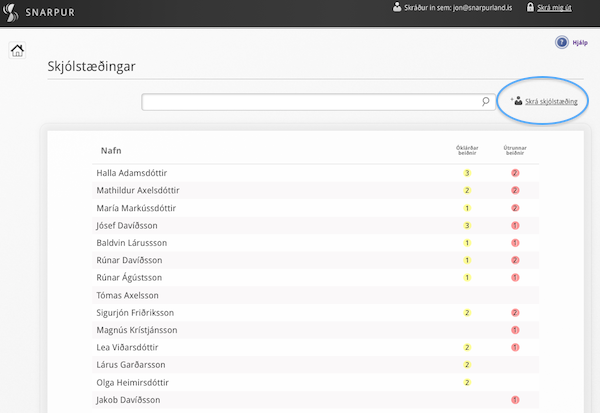 SNARPUR
Skráður in sem: jon@snarpurland.is
Skrá mig út
Hjálp
Skjólstæðingar
+ Skrá skjólstæðing
Nafn
Ókláraðar beiðnir
Útrunnar beiðnir
Halla Adamsdóttir 3 2
Mathildur Axelsdóttir 2 2
María Markússdóttir 1 2
Jósef Davíðsson 3 1
Baldvin Lárussson 1 1
Rúnar Davíðsson 1 2
Rúnar Ágústsson 1 1
Tómas Axelsson
Sigurjón Friðriksson 2 2
Magnús Kristjánsson 1
Lea Viðarsdóttir 2 1
Lárus Garðarsson 2
Olga Heimirsdóttir 2
Jakob Davíðsson 1